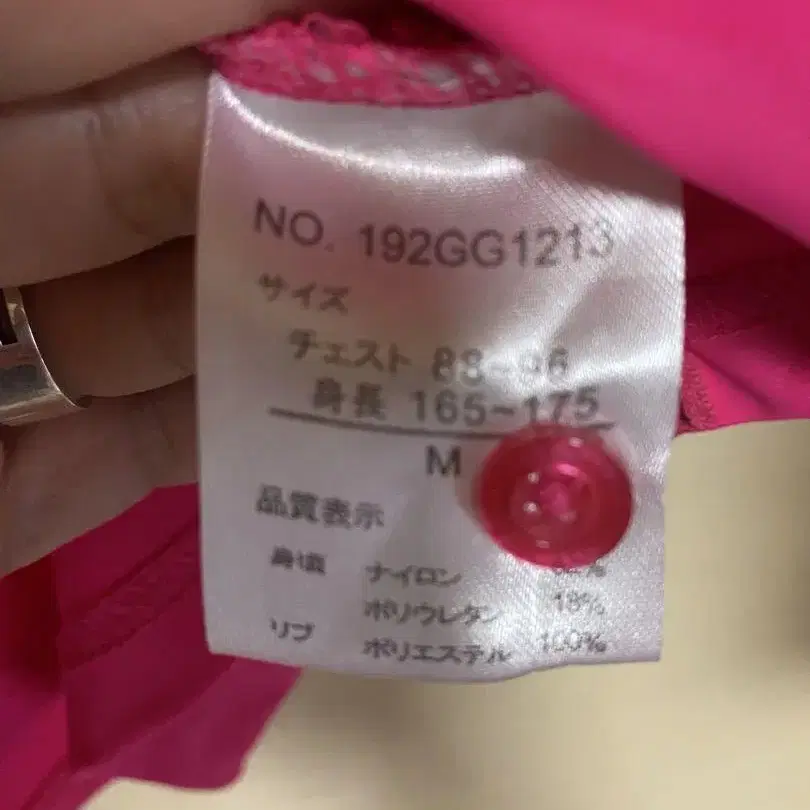 NO. 192GG1213
サイズ
チェスト 88-96
身長 165~175
M
品質表示
身頃 ナイロン
ポリウレタン 18%
リブ ポリエステル 100%